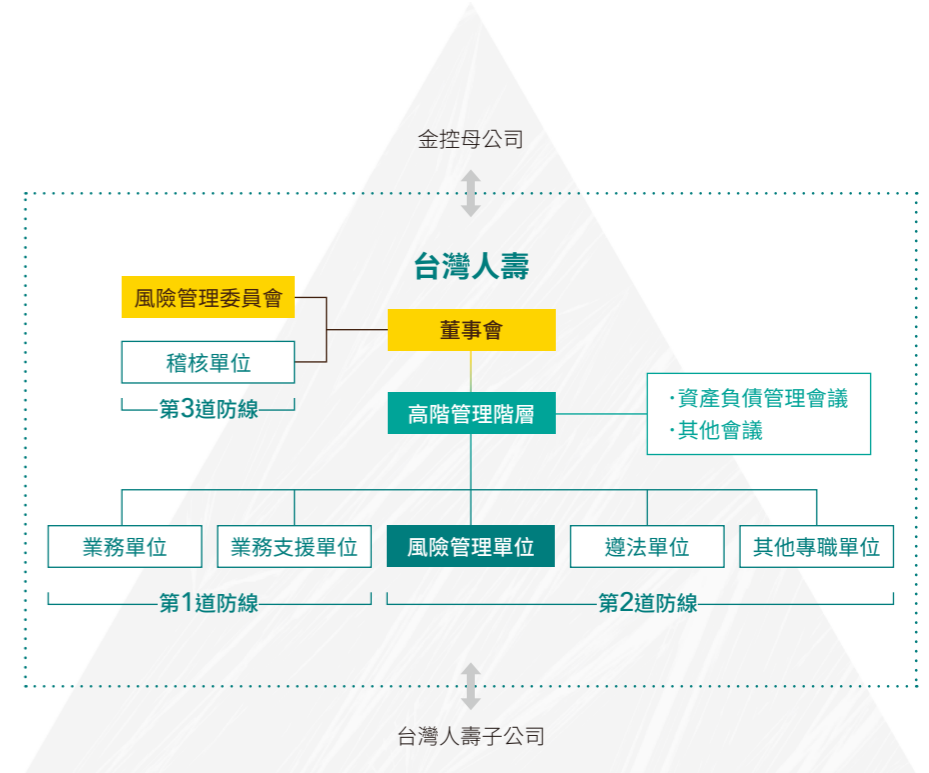 金控母公司
台灣人壽
風險管理委員會
董事會
稽核單位
第3道防線
高階管理階層
·資產負債管理會議
·其他會議
業務單位
業務支援單位
風險管理單位
遵法單位
其他專職單位
第1道防線
第2道防線
台灣人壽子公司